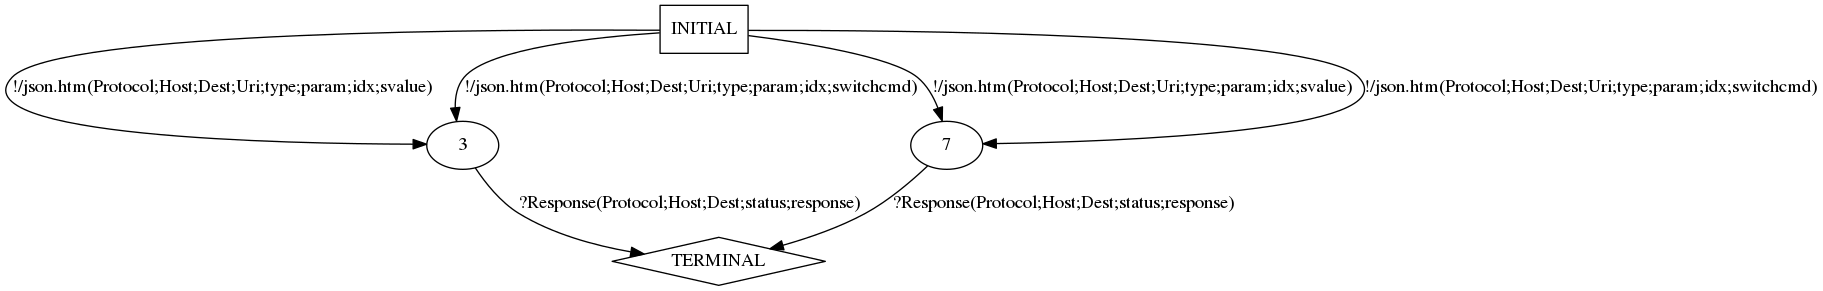 INITIAL
!/json.htm(Protocol;Host;Dest;Uri;type;param;idx;svalue)
!/json.htm(Protocol;Host;Dest;Uri;type;param;idx;switchcmd)
!/json.htm(Protocol;Host;Dest;Uri;type;param;idx;svalue)
!/json.htm(Protocol;Host;Dest;Uri;type;param;idx;switchcmd)
3
7
?Response(Protocol;Host;Dest;status;response)
?Response(Protocol;Host;Dest;status;response)
TERMINAL